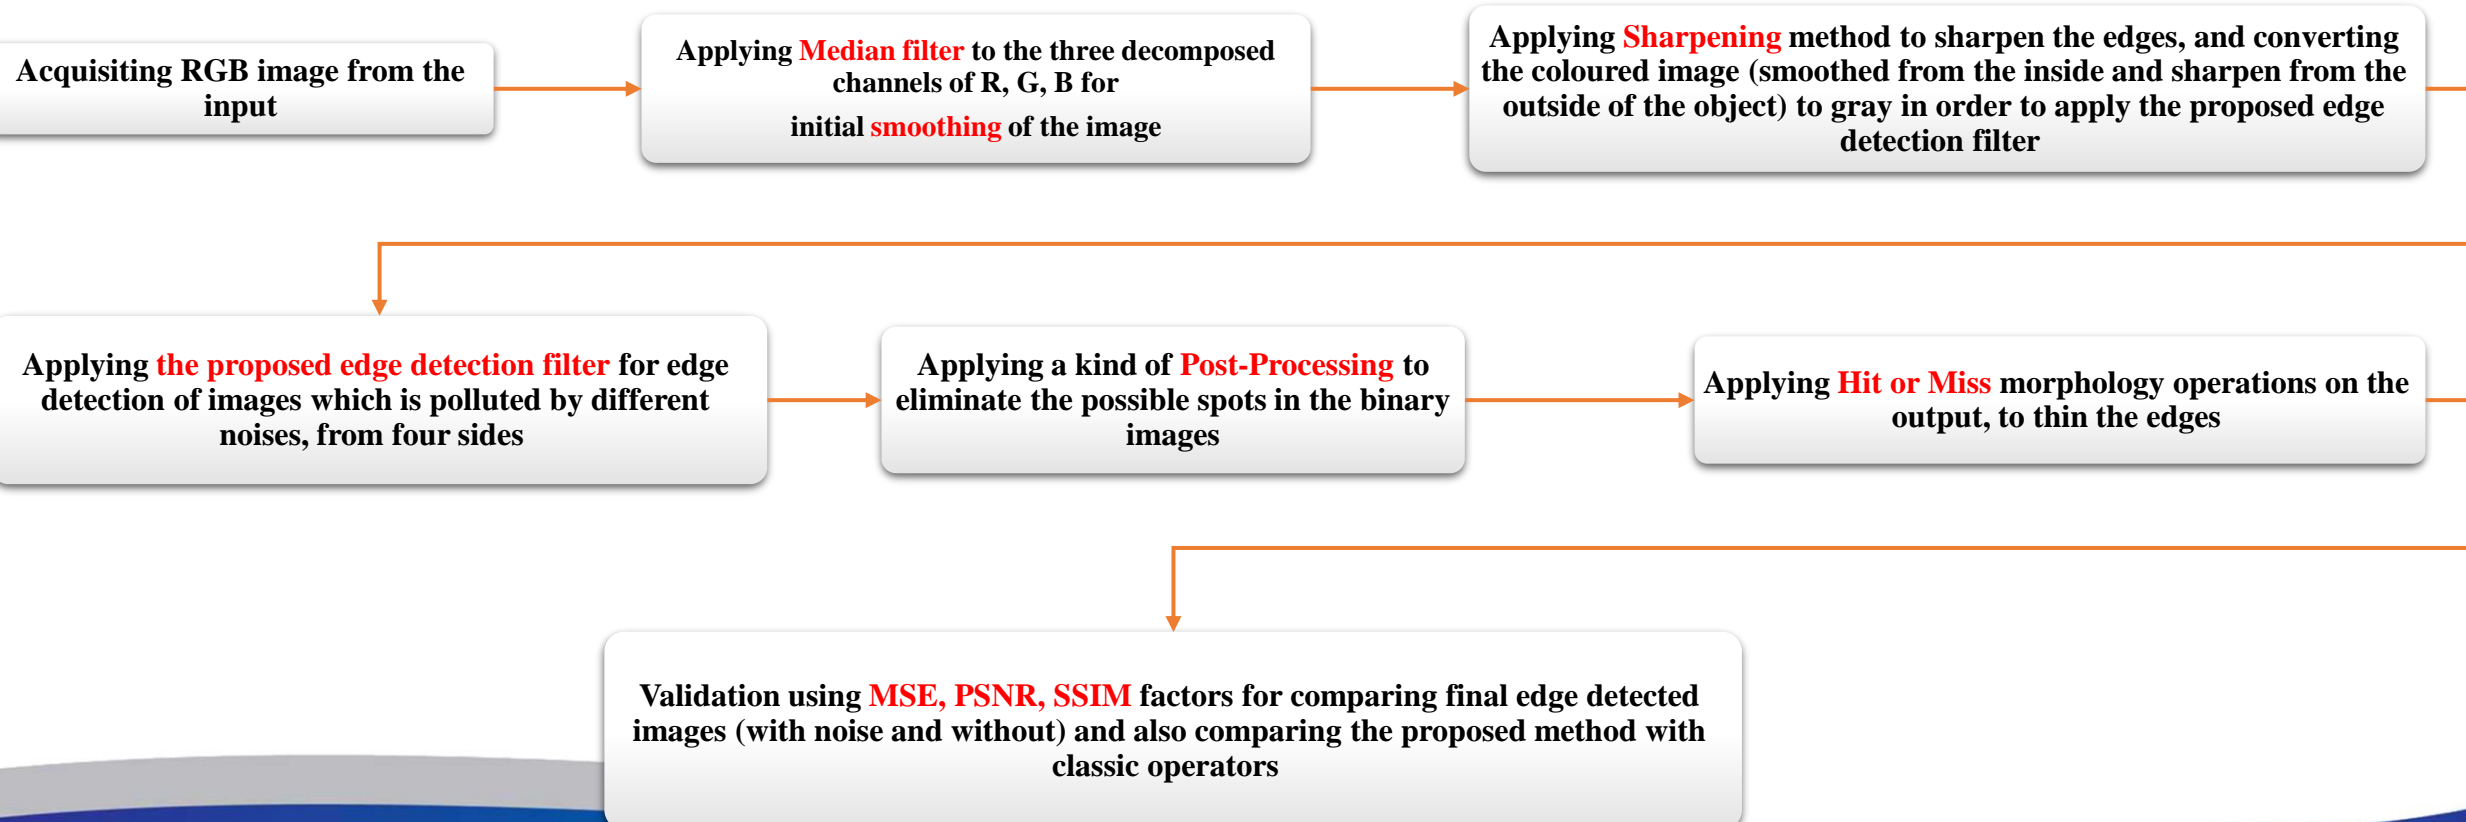 Acquisiting RGB image from the
input
Applying Median filter to the three decomposed
channels of R, G, B for
initial smoothing of the image
Applying Sharpening method to sharpen the edges, and converting
the coloured image (smoothed from the inside and sharpen from the
outside of the object) to gray in order to apply the proposed edge
detection filter
Applying the proposed edge detection filter for edge
detection of images which is polluted by different
noises, from four sides
Applying a kind of Post-Processing to
eliminate the possible spots in the binary
images
Applying Hit or Miss morphology operations on the
output, to thin the edges
Validation using MSE, PSNR, SSIM factors for comparing final edge detected
images (with noise and without) and also comparing the proposed method with
classic operators